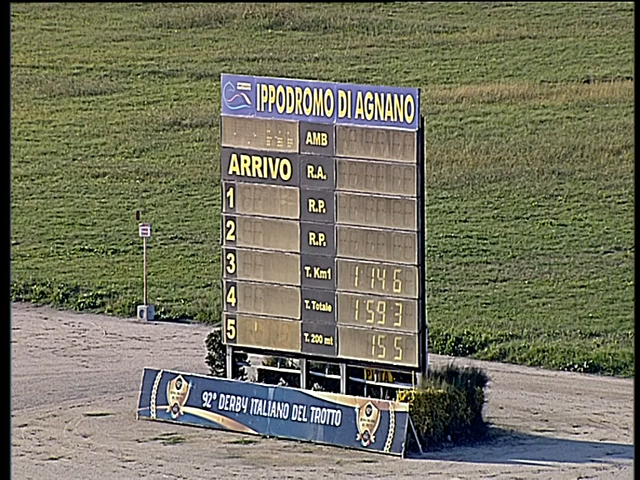 IPPODROMO DI AGNANO
AMB
ARRIVO R.A.
1 R.P.
2 R.P.
3 T. Km1 1 14 6
4 T. Totale 1 59 3
5 T. 200 mt 15 5
92° DERBY ITALIANO DEL TROTTO